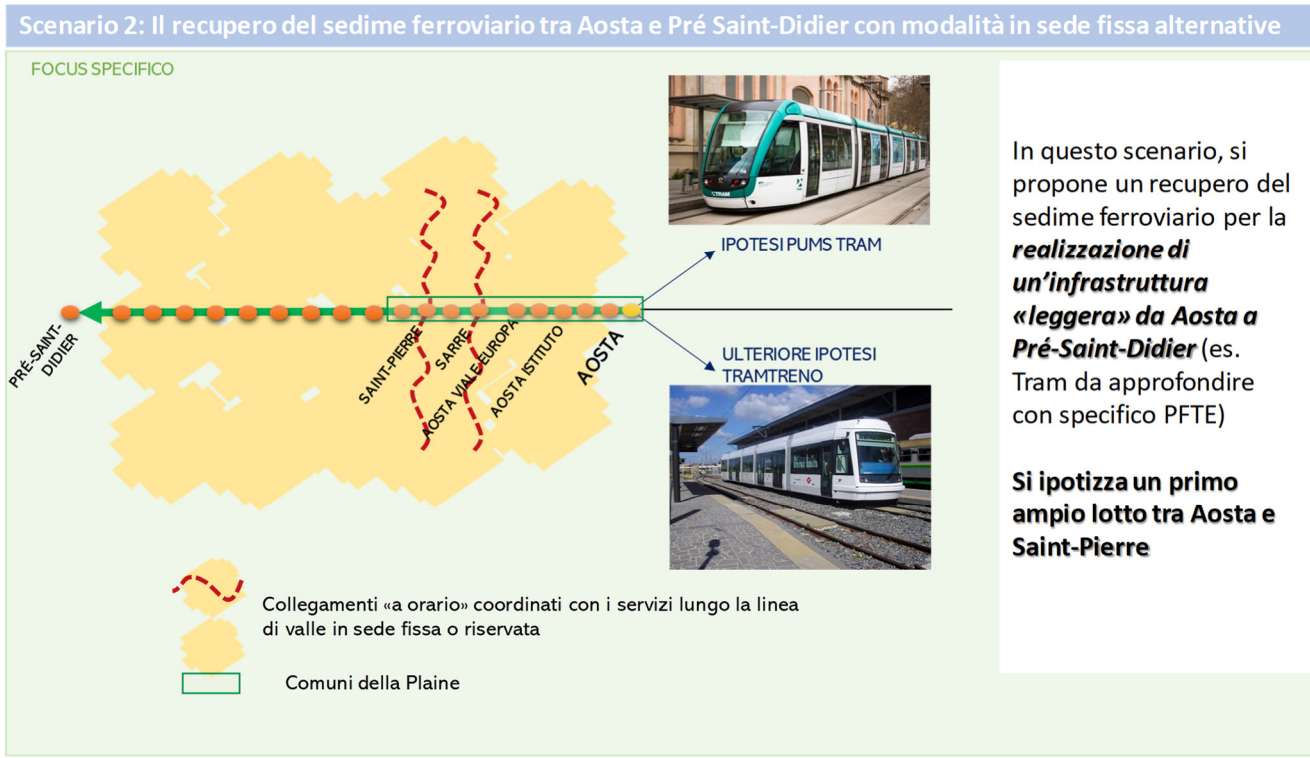 Scenario 2: Il recupero del sedime ferroviario tra Aosta e Pré Saint-Didier con modalità in sede fissa alternative
FOCUS SPECIFICO
IPOTESI PUMS TRAM
PRÉ-SAINT-
DIDIER
SAINT-PIERRE
SARRE
AOSTA VIALE EUROPA
AOSTA ISTITUTO
AOSTA
ULTERIORE IPOTESI
TRAMTRENO
Collegamenti «a orario» coordinati con i servizi lungo la linea
di valle in sede fissa o riservata
Comuni della Plaine
In questo scenario, si
propone un recupero del
sedime ferroviario per la
realizzazione di
un'infrastruttura
«leggera» da Aosta a
Pré-Saint-Didier (es.
Tram da approfondire
con specifico PFTE)
Si ipotizza un primo
ampio lotto tra Aosta e
Saint-Pierre